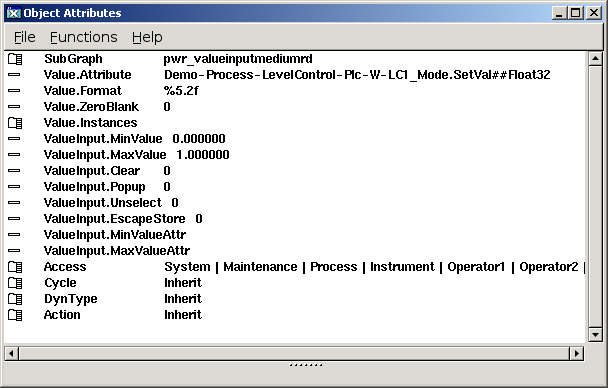 Object Attributes
File Functions Help
SubGraph pwr_valueinputmediumrd
Value.Attribute Demo-Process-LevelControl-Plc-W-LC1_Mode.SetVal##Float32
Value.Format %5.2f
Value.ZeroBlank 0
Value.Instances
ValueInput.MinValue 0.000000
ValueInput.MaxValue 1.000000
ValueInput.Clear 0
ValueInput.Popup 0
ValueInput.Unselect 0
ValueInput.EscapeStore 0
ValueInput.MinValueAttr
ValueInput.MaxValueAttr
Access System | Maintenance | Process | Instrument | Operator1 | Operator2 |
Cycle Inherit
DynType Inherit
Action Inherit